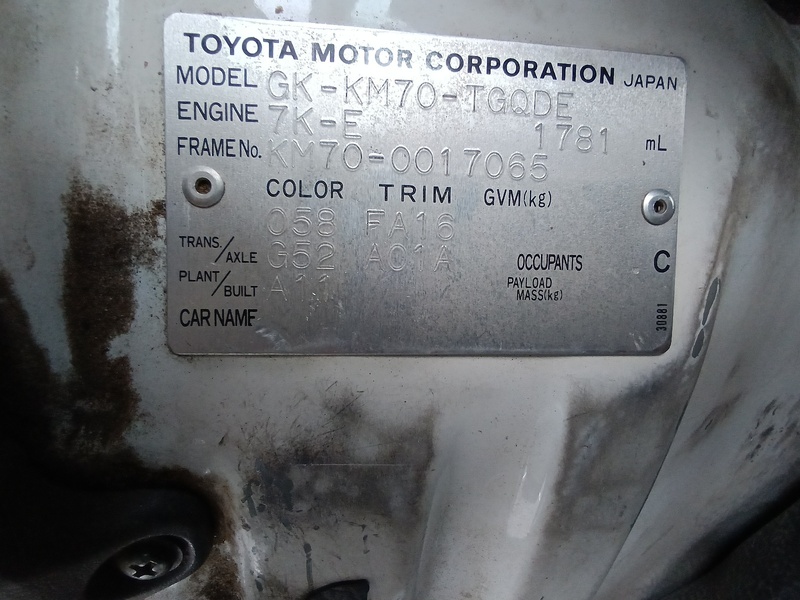 TOYOTA MOTOR CORPORATION JAPAN
MODEL GK-KM70-TGQDE
ENGINE 7K-E 1781 mL
FRAME No. KM70-0017065
COLOR TRIM GVM(kg)
058 FA16
TRANS./AXLE G52 A01A OCCUPANTS C
PLANT/BUILT A11 PAYLOAD MASS(kg)
CAR NAME
30881